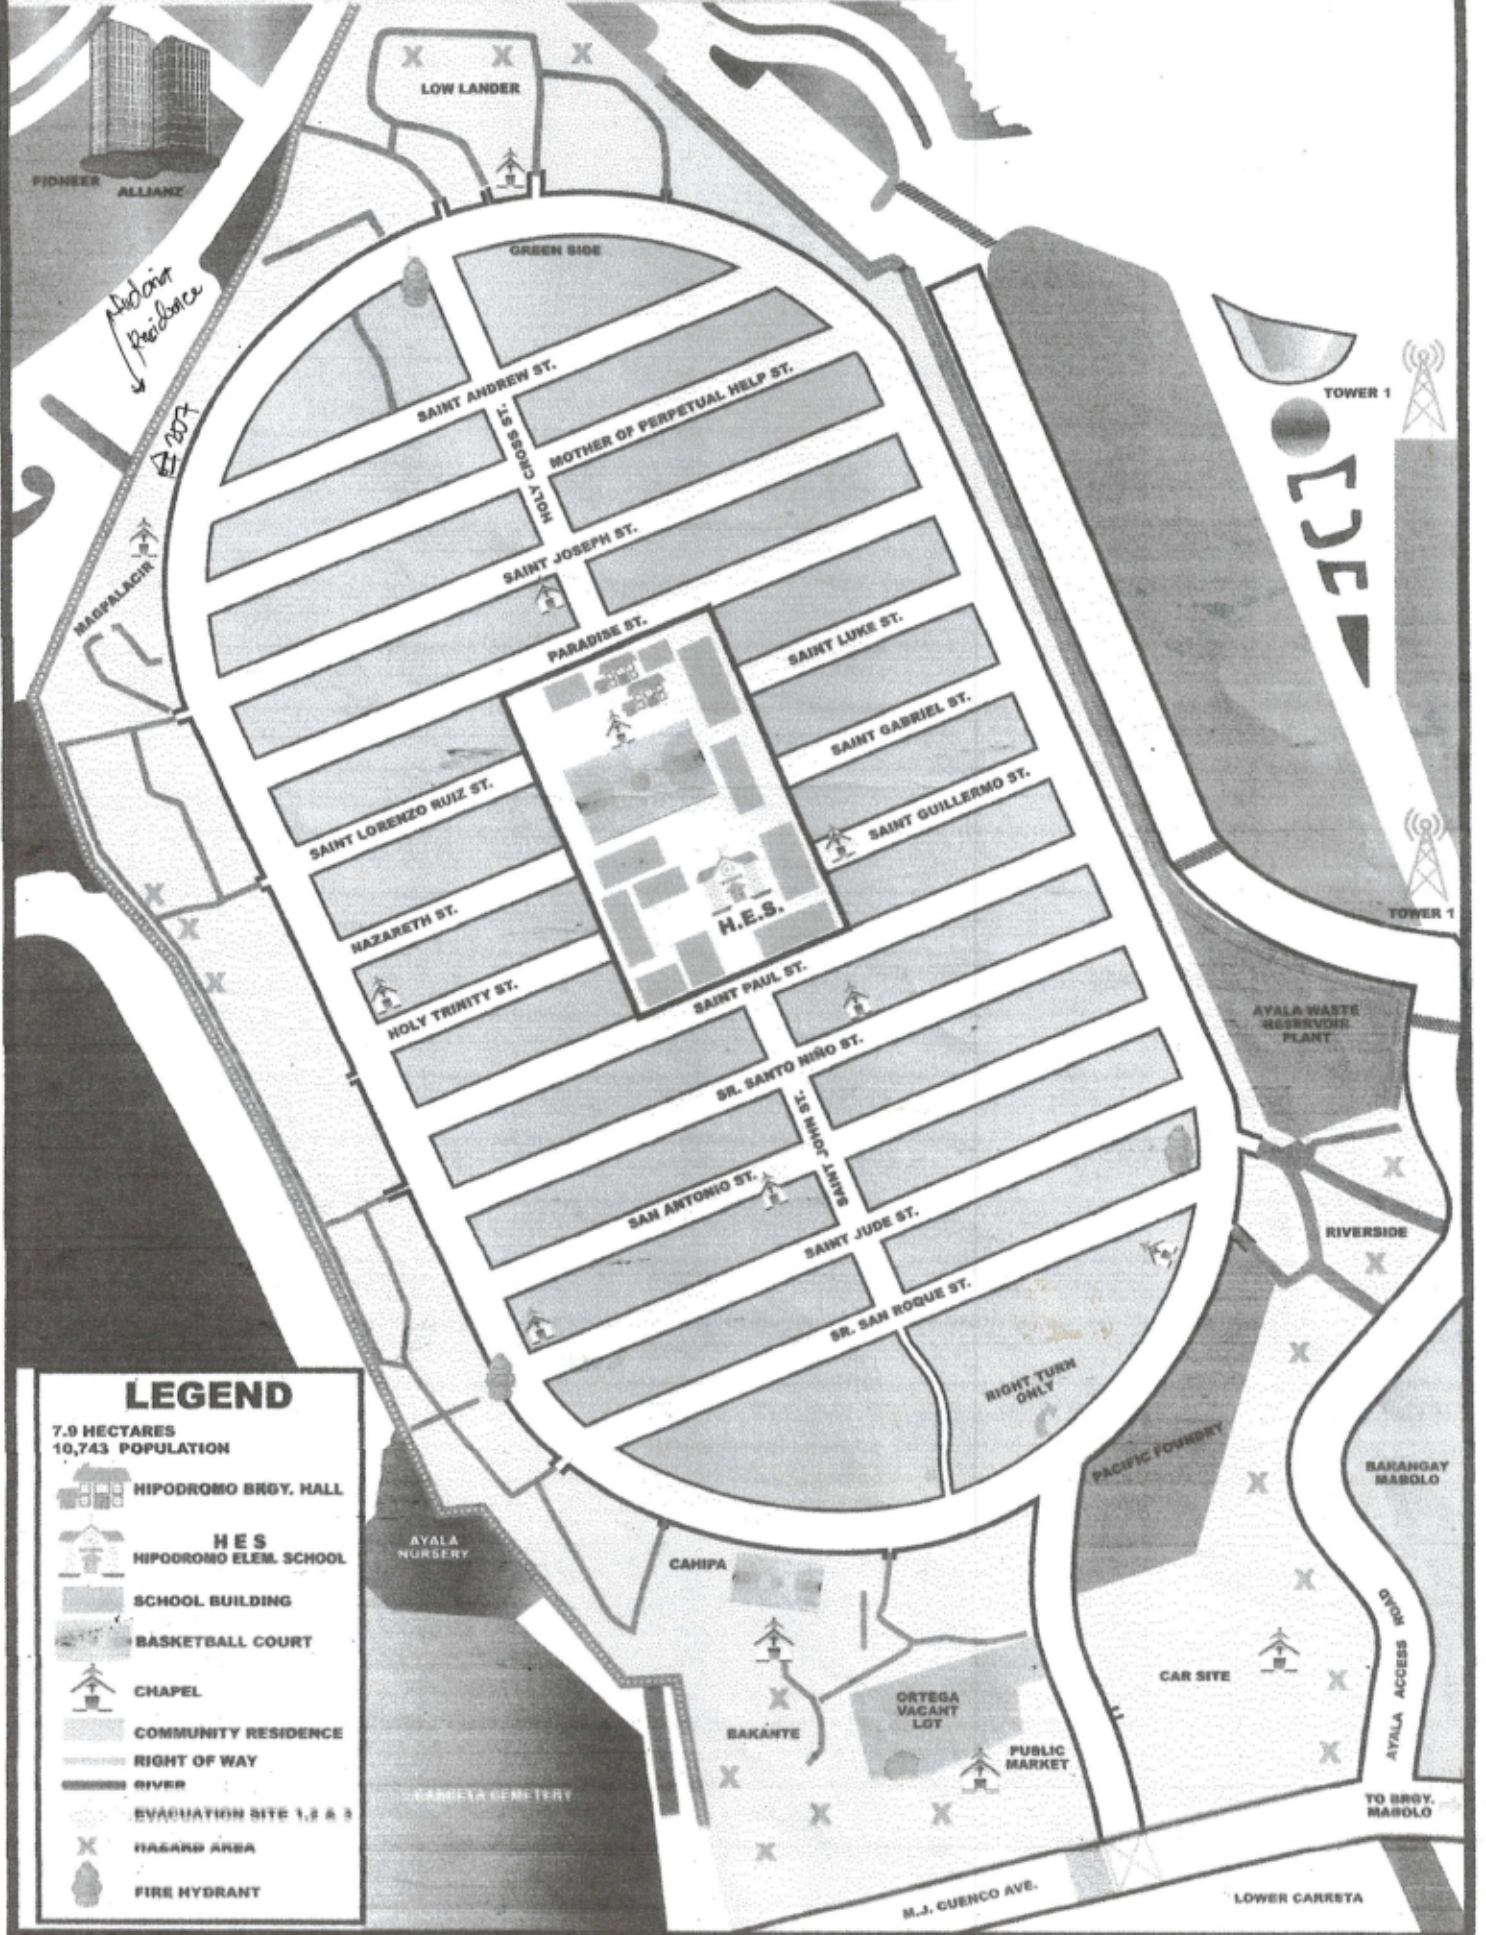 LOW LANDER
PIONEER
ALLIANZ
GREEN SIDE
Residence
TOWER 1
SAINT ANDREW ST.
MOTHER OF PERPETUAL HELP ST.
HOLY CROSS ST.
SAINT JOSEPH ST.
MAGPALACIR
PARADISE ST.
SAINT LUKE ST.
SAINT GABRIEL ST.
SAINT LORENZO RUIZ ST.
SAINT GUILLERMO ST.
NAZARETH ST.
H.E.S.
TOWER 1
HOLY TRINITY ST.
SAINT PAUL ST.
AYALA WASTE
RESERVOIR
PLANT
SR. SANTO NIÑO ST.
SAINT JOHN ST.
SAN ANTONIO ST.
SAINT JUDE ST.
RIVERSIDE
SR. SAN ROQUE ST.
RIGHT TURN
ONLY
PACIFIC FOUNDRY
BARANGAY
MABOLO
LEGEND
7.9 HECTARES
10,743 POPULATION
HIPODROMO BRGY. HALL
H E S
HIPODROMO ELEM. SCHOOL
SCHOOL BUILDING
BASKETBALL COURT
CHAPEL
COMMUNITY RESIDENCE
RIGHT OF WAY
RIVER
EVACUATION SITE 1,2 & 3
HAZARD AREA
FIRE HYDRANT
AYALA
NURSERY
CAHIPA
BAKANTE
ORTEGA
VACANT
LOT
PUBLIC
MARKET
CAR SITE
AYALA ACCESS ROAD
CARRETA CEMETERY
TO BRGY.
MABOLO
M.J. CUENCO AVE.
LOWER CARRETA